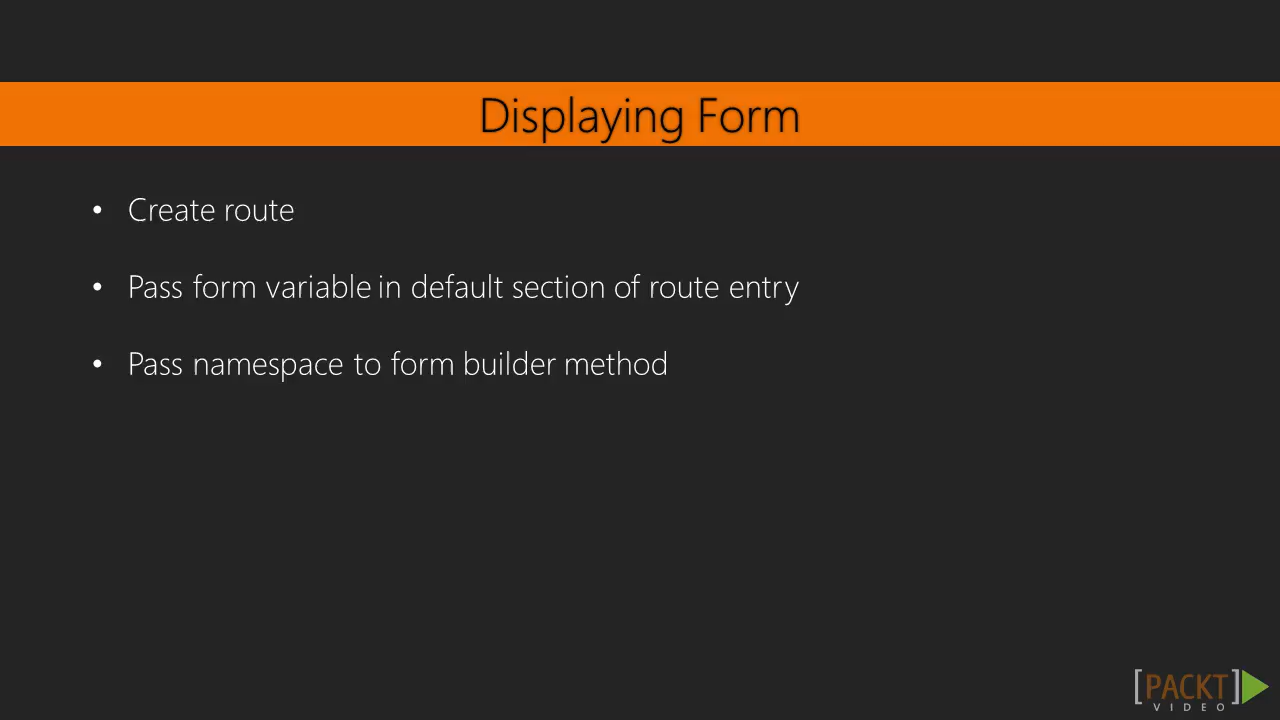 Displaying Form
• Create route
• Pass form variable in default section of route entry
• Pass namespace to form builder method
[PACKT]
VIDEO